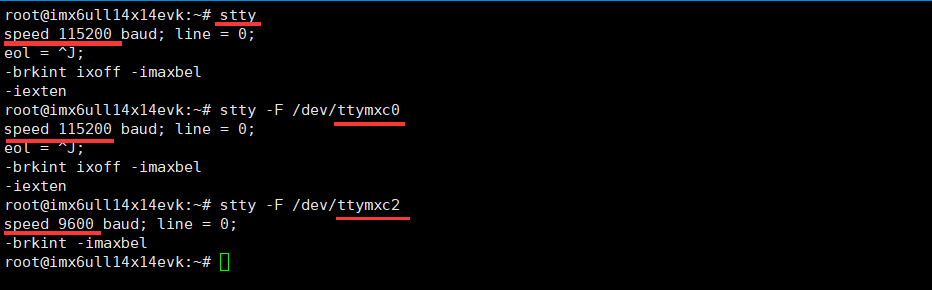 root@imx6ull14x14evk:~# stty
speed 115200 baud; line = 0;
eol = ^J;
-brkint ixoff -imaxbel
-iexten
root@imx6ull14x14evk:~# stty -F /dev/ttymxc0
speed 115200 baud; line = 0;
eol = ^J;
-brkint ixoff -imaxbel
-iexten
root@imx6ull14x14evk:~# stty -F /dev/ttymxc2
speed 9600 baud; line = 0;
-brkint -imaxbel
root@imx6ull14x14evk:~#